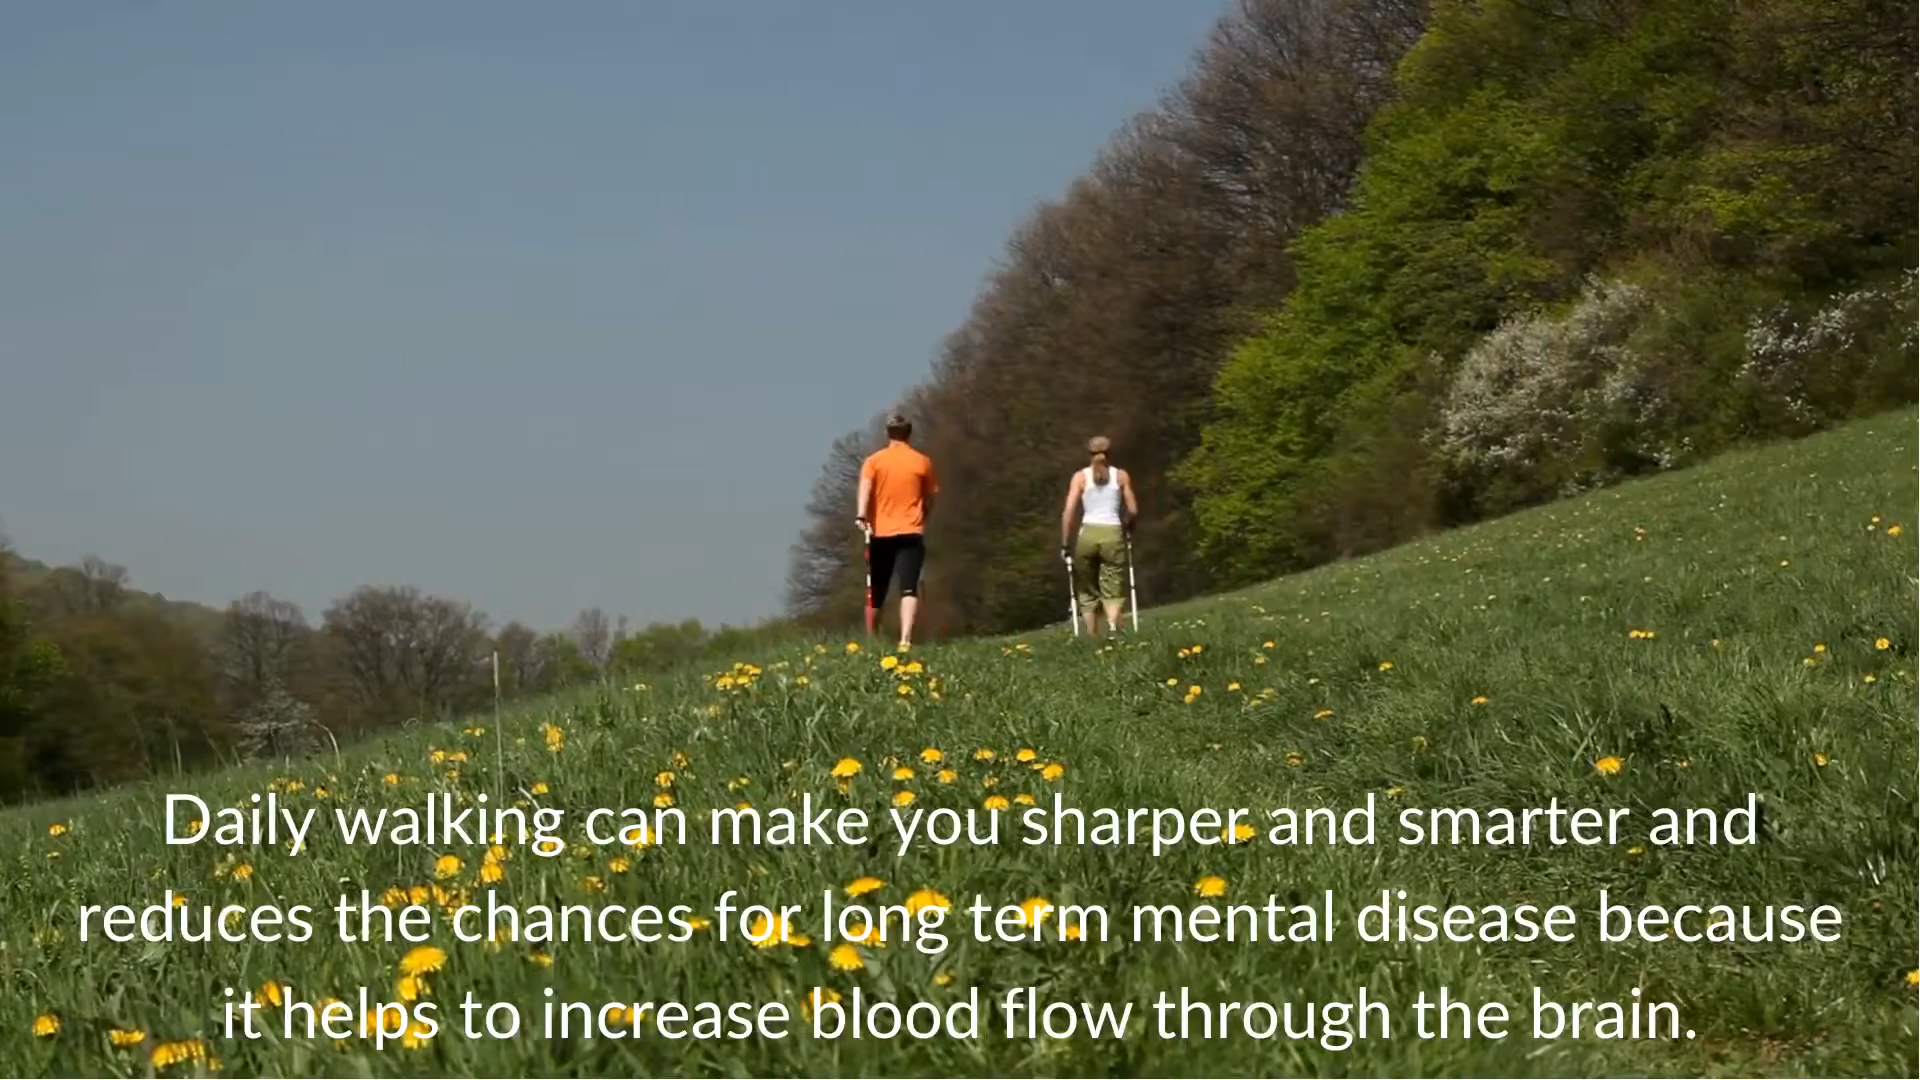 Daily walking can make you sharper and smarter and
reduces the chances for long term mental disease because
it helps to increase blood flow through the brain.